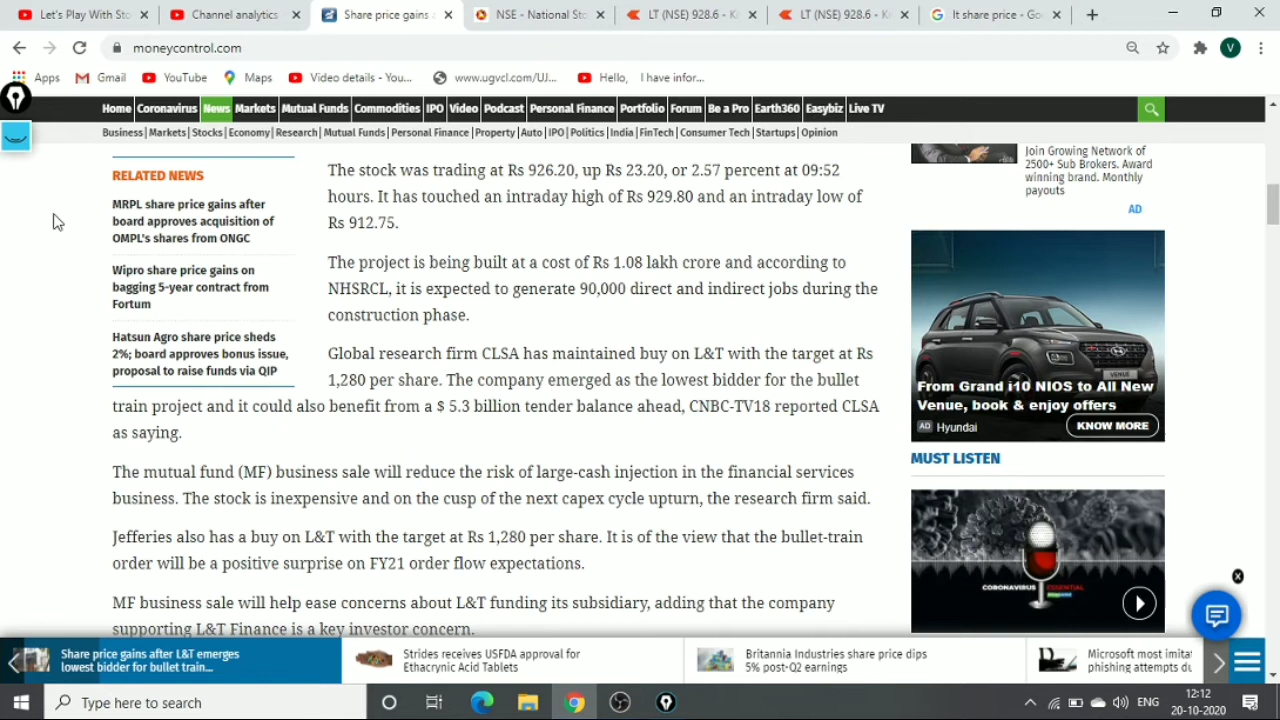 Let's Play With Sto
Channel analytics
Share price gains a
NSE - National Sto
LT (NSE) 928.6 - K
LT (NSE) 928.6 - K
lt share price - Go
moneycontrol.com
V
Apps
Gmail
YouTube
Maps
Video details - You...
www.ugvcl.com/UJ...
Hello, I have infor...
Home Coronavirus News Markets Mutual Funds Commodities IPO Video Podcast Personal Finance Portfolio Forum Be a Pro Earth360 Easybiz Live TV
Business | Markets | Stocks | Economy | Research | Mutual Funds | Personal Finance | Property | Auto | IPO | Politics | India | FinTech | Consumer Tech | Startups | Opinion
RELATED NEWS
MRPL share price gains after
board approves acquisition of
OMPL's shares from ONGC
Wipro share price gains on
bagging 5-year contract from
Fortum
Hatsun Agro share price sheds
2%; board approves bonus issue,
proposal to raise funds via QIP
The stock was trading at Rs 926.20, up Rs 23.20, or 2.57 percent at 09:52
hours. It has touched an intraday high of Rs 929.80 and an intraday low of
Rs 912.75.
The project is being built at a cost of Rs 1.08 lakh crore and according to
NHSRCL, it is expected to generate 90,000 direct and indirect jobs during the
construction phase.
Global research firm CLSA has maintained buy on L&T with the target at Rs
1,280 per share. The company emerged as the lowest bidder for the bullet
train project and it could also benefit from a $ 5.3 billion tender balance ahead, CNBC-TV18 reported CLSA
as saying.
The mutual fund (MF) business sale will reduce the risk of large-cash injection in the financial services
business. The stock is inexpensive and on the cusp of the next capex cycle upturn, the research firm said.
Jefferies also has a buy on L&T with the target at Rs 1,280 per share. It is of the view that the bullet-train
order will be a positive surprise on FY21 order flow expectations.
MF business sale will help ease concerns about L&T funding its subsidiary, adding that the company
supporting L&T Finance is a key investor concern.
Join Growing Network of
2500+ Sub Brokers. Award
winning brand. Monthly
payouts
AD
VENUE
From Grand i10 NIOS to All New
Venue, book & enjoy offers
AD Hyundai
KNOW MORE
MUST LISTEN
CORONAVIRUS ESSENTIAL
Share price gains after L&T emerges
lowest bidder for bullet train...
Strides receives USFDA approval for
Ethacrynic Acid Tablets
Britannia Industries share price dips
5% post-Q2 earnings
Microsoft most imitat
phishing attempts du
Type here to search
ENG
12:12
20-10-2020